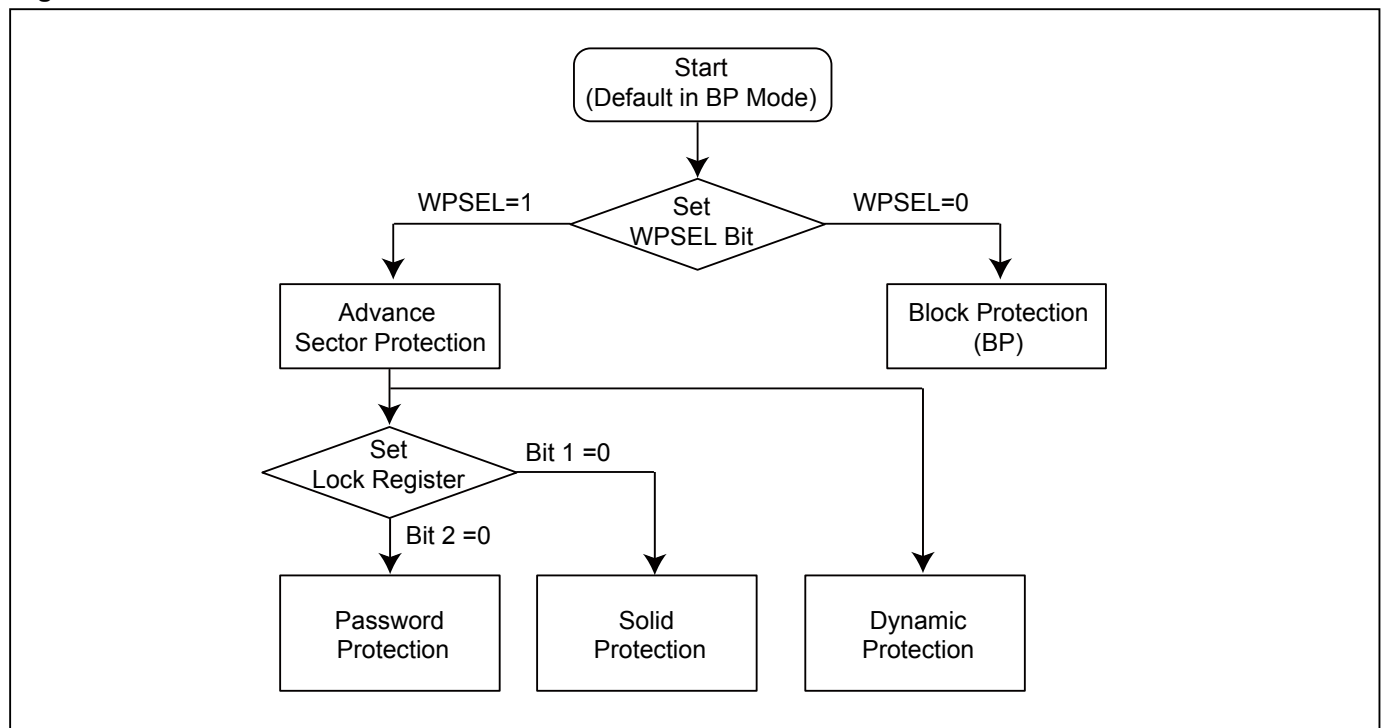 Start
(Default in BP Mode)
WPSEL=1
Set
WPSEL Bit
WPSEL=0
Advance
Sector Protection
Block Protection
(BP)
Set
Lock Register
Bit 1 =0
Bit 2 =0
Password
Protection
Solid
Protection
Dynamic
Protection